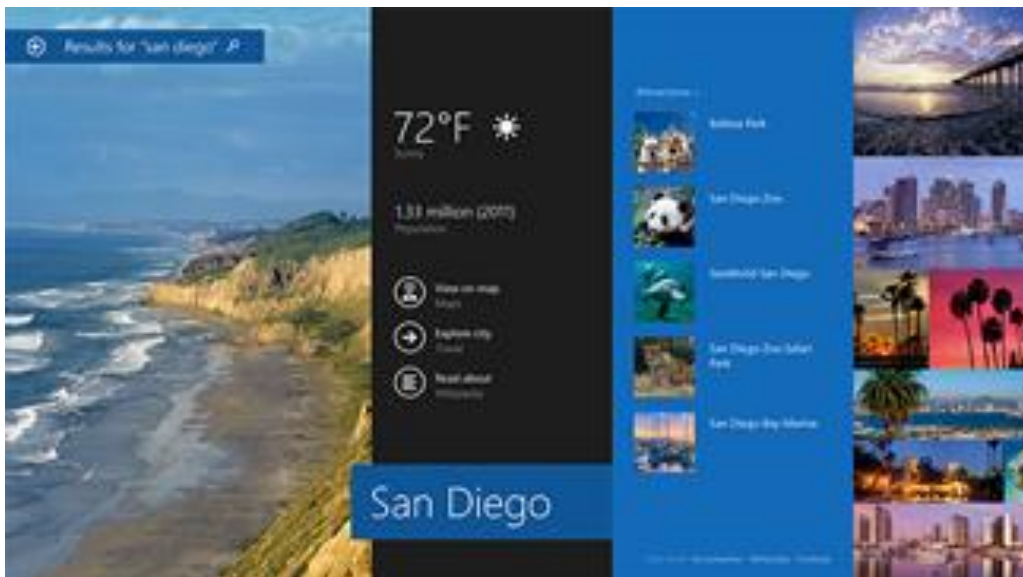 Results for "san diego"
72°F
Sunny
1.33 million (2011)
Population
View on map
Maps
Explore city
Travel
Read about
Wikipedia
San Diego
Attractions
Balboa Park
San Diego Zoo
SeaWorld San Diego
San Diego Zoo Safari
Park
San Diego Bay Marina